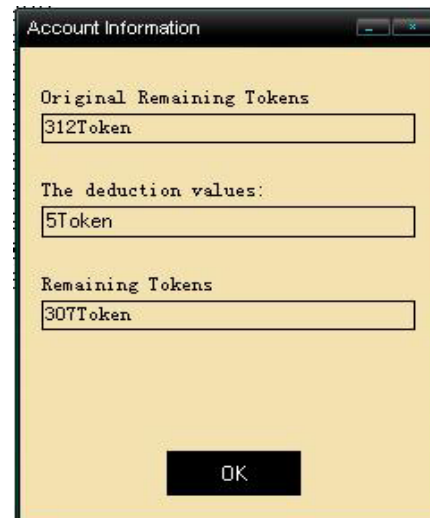 Account Information
Original Remaining Tokens
312Token
The deduction values:
5Token
Remaining Tokens
307Token
OK